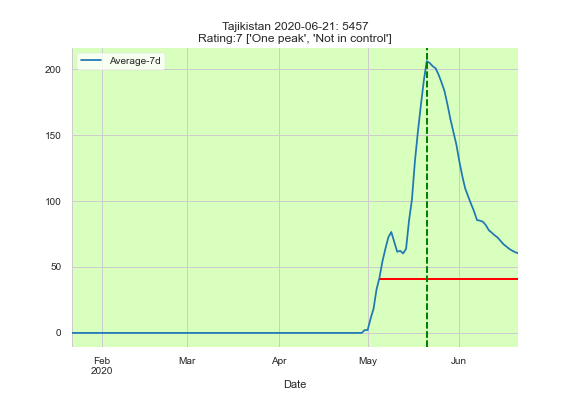 Tajikistan 2020-06-21: 5457
Rating:7 ['One peak', 'Not in control']
Average-7d
200
150
100
50
0
Feb Mar Apr May Jun
2020
Date